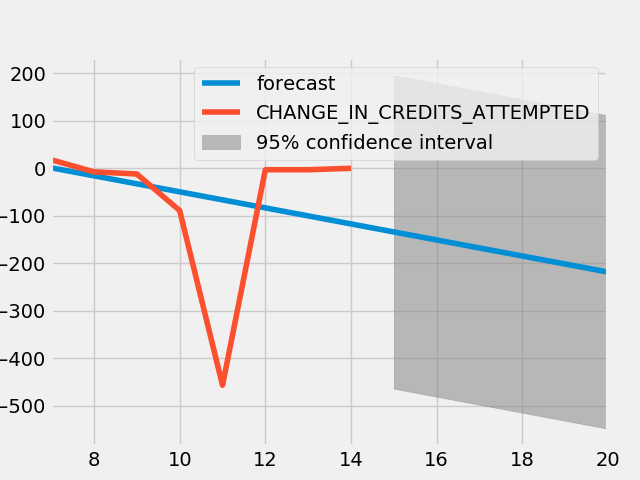 forecast
CHANGE_IN_CREDITS_ATTEMPTED
95% confidence interval
200
100
0
−100
−200
−300
−400
−500
8 10 12 14 16 18 20